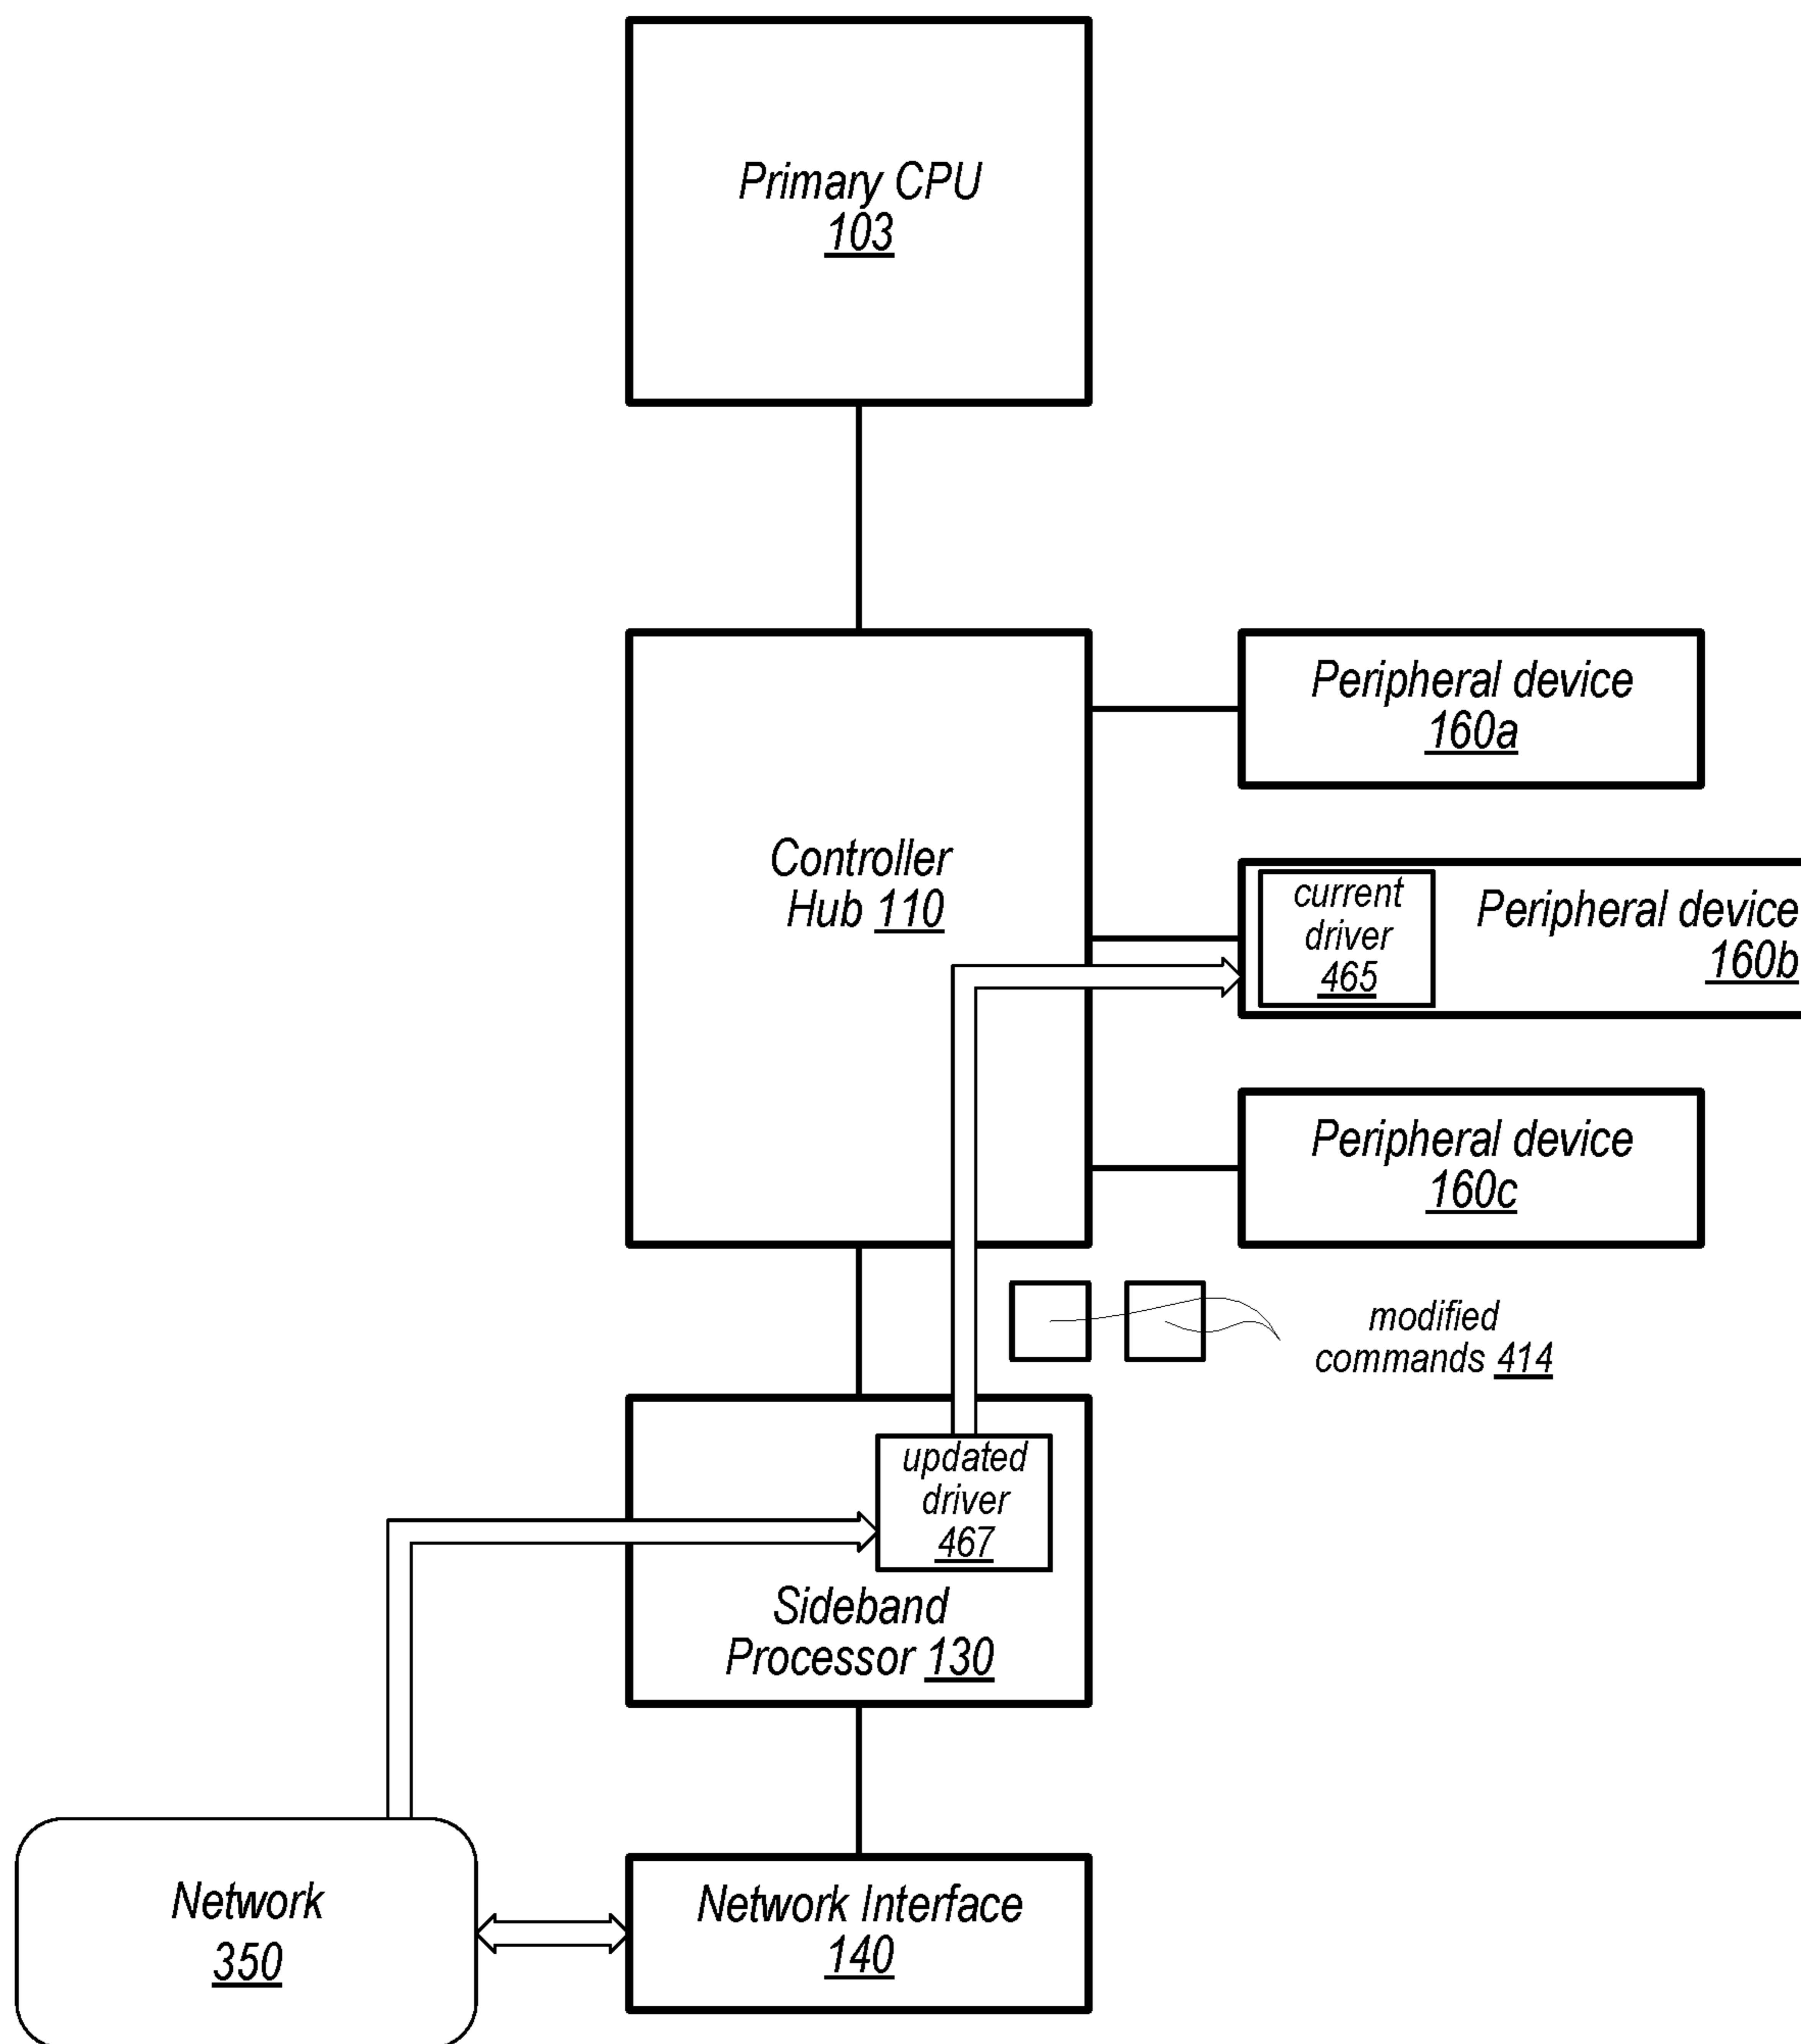 Primary CPU
103
Controller
Hub 110
Peripheral device
160a
current
driver
465
Peripheral device
160b
Peripheral device
160c
modified
commands 414
updated
driver
467
Sideband
Processor 130
Network
350
Network Interface
140